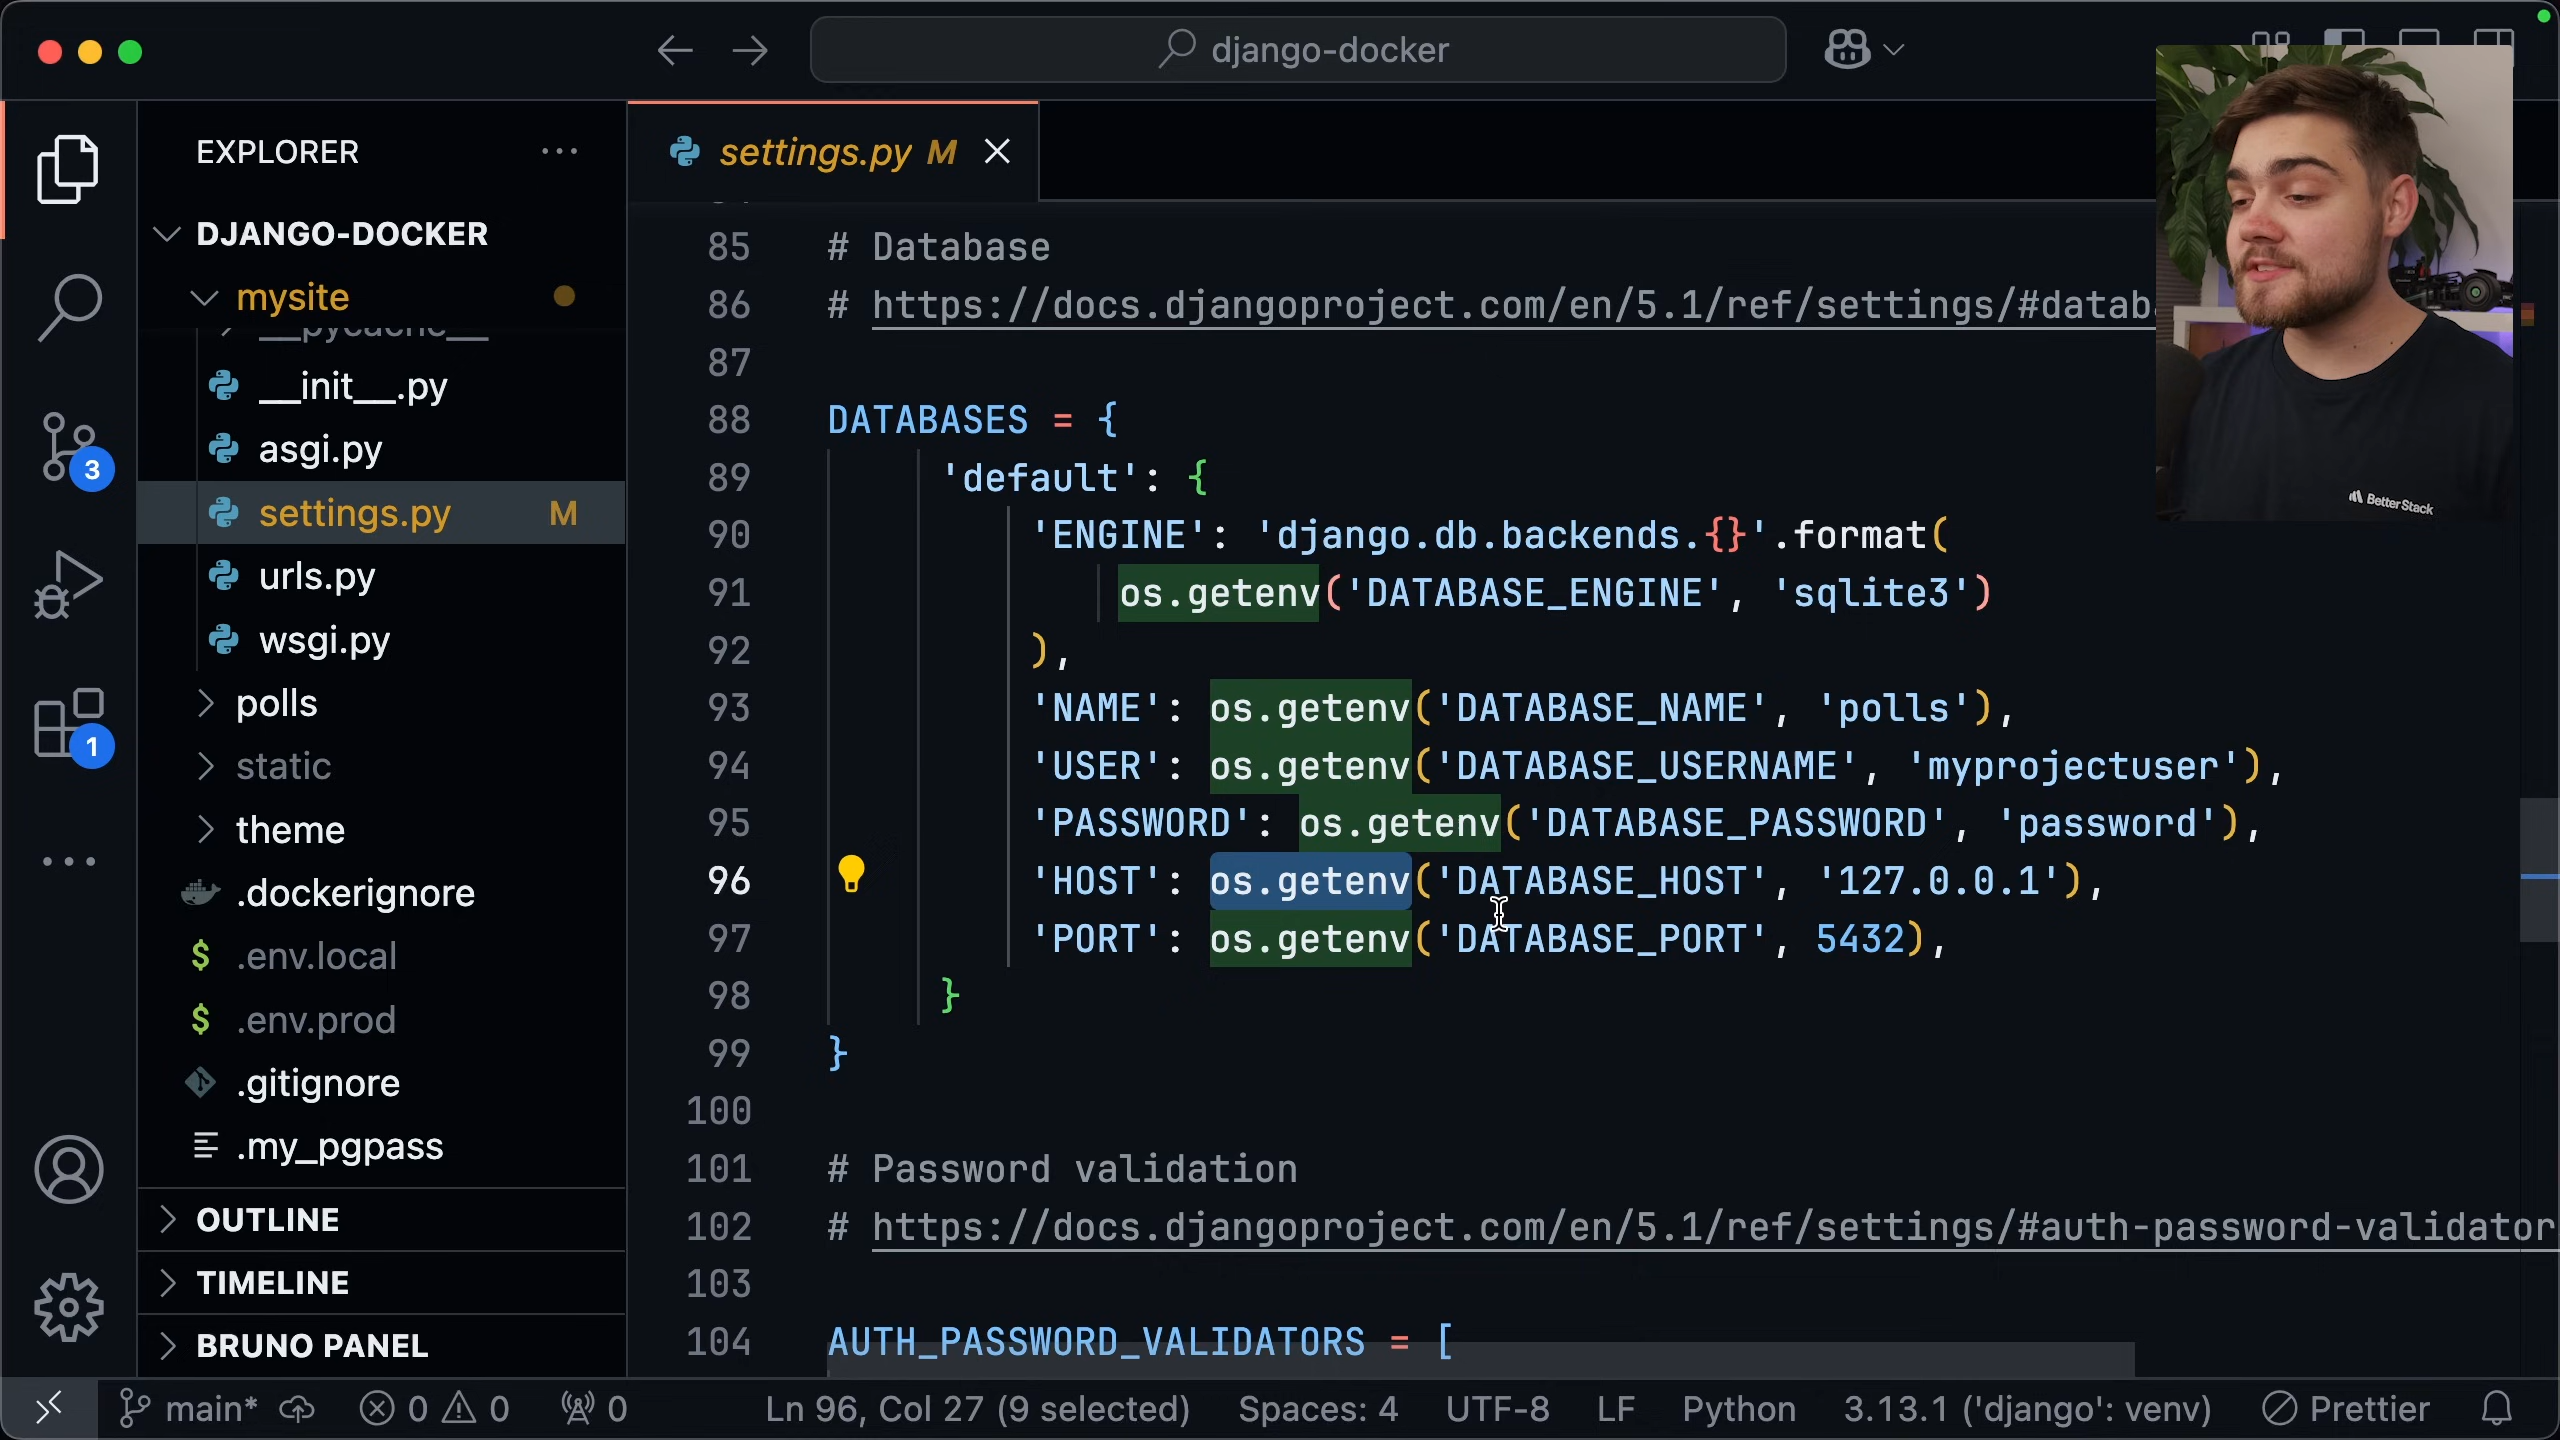 django-docker
EXPLORER
DJANGO-DOCKER
mysite
__pycache__
__init__.py
asgi.py
settings.py M
urls.py
wsgi.py
polls
static
theme
.dockerignore
.env.local
.env.prod
.gitignore
.my_pgpass
OUTLINE
TIMELINE
BRUNO PANEL
3
1
settings.py M
85 # Database
86 # https://docs.djangoproject.com/en/5.1/ref/settings/#datab
87
88 DATABASES = {
89 'default': {
90 'ENGINE': 'django.db.backends.{}'.format(
91 os.getenv('DATABASE_ENGINE', 'sqlite3')
92 ),
93 'NAME': os.getenv('DATABASE_NAME', 'polls'),
94 'USER': os.getenv('DATABASE_USERNAME', 'myprojectuser'),
95 'PASSWORD': os.getenv('DATABASE_PASSWORD', 'password'),
96 'HOST': os.getenv('DATABASE_HOST', '127.0.0.1'),
97 'PORT': os.getenv('DATABASE_PORT', 5432),
98 }
99 }
100
101 # Password validation
102 # https://docs.djangoproject.com/en/5.1/ref/settings/#auth-password-validator
103
104 AUTH_PASSWORD_VALIDATORS = [
Better Stack
main* 0 0 0 Ln 96, Col 27 (9 selected) Spaces: 4 UTF-8 LF Python 3.13.1 ('django': venv) Prettier